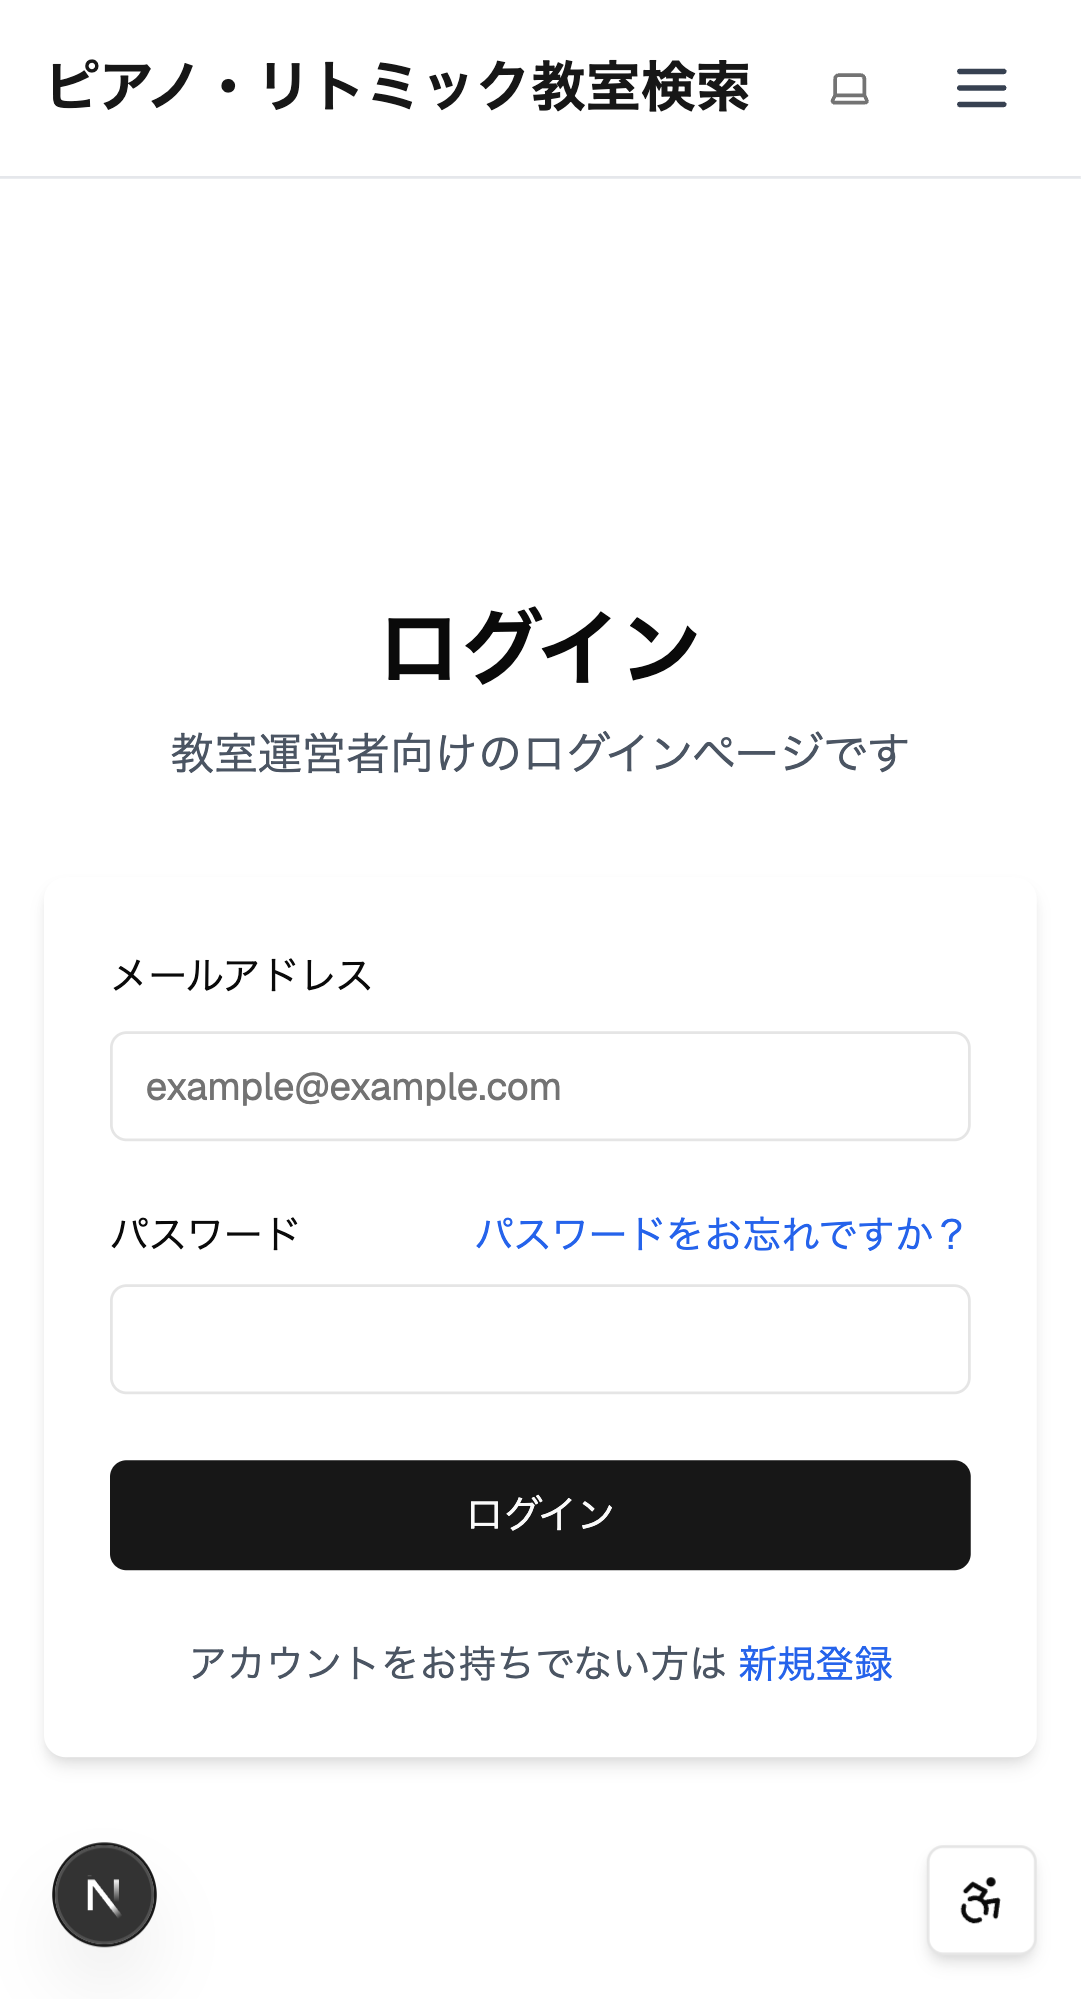 ピアノ・リトミック教室検索
ログイン
教室運営者向けのログインページです
メールアドレス
example@example.com
パスワード
パスワードをお忘れですか？
ログイン
アカウントをお持ちでない方は 新規登録
N